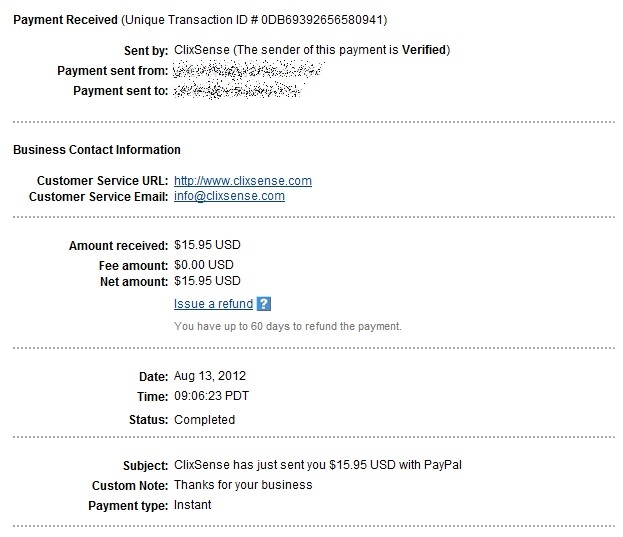 Payment Received (Unique Transaction ID # 0DB69392656580941)
Sent by: ClixSense (The sender of this payment is Verified)
Payment sent from:
Payment sent to:
Business Contact Information
Customer Service URL: http://www.clixsense.com
Customer Service Email: info@clixsense.com
Amount received: $15.95 USD
Fee amount: $0.00 USD
Net amount: $15.95 USD
Issue a refund ?
You have up to 60 days to refund the payment.
Date: Aug 13, 2012
Time: 09:06:23 PDT
Status: Completed
Subject: ClixSense has just sent you $15.95 USD with PayPal
Custom Note: Thanks for your business
Payment type: Instant